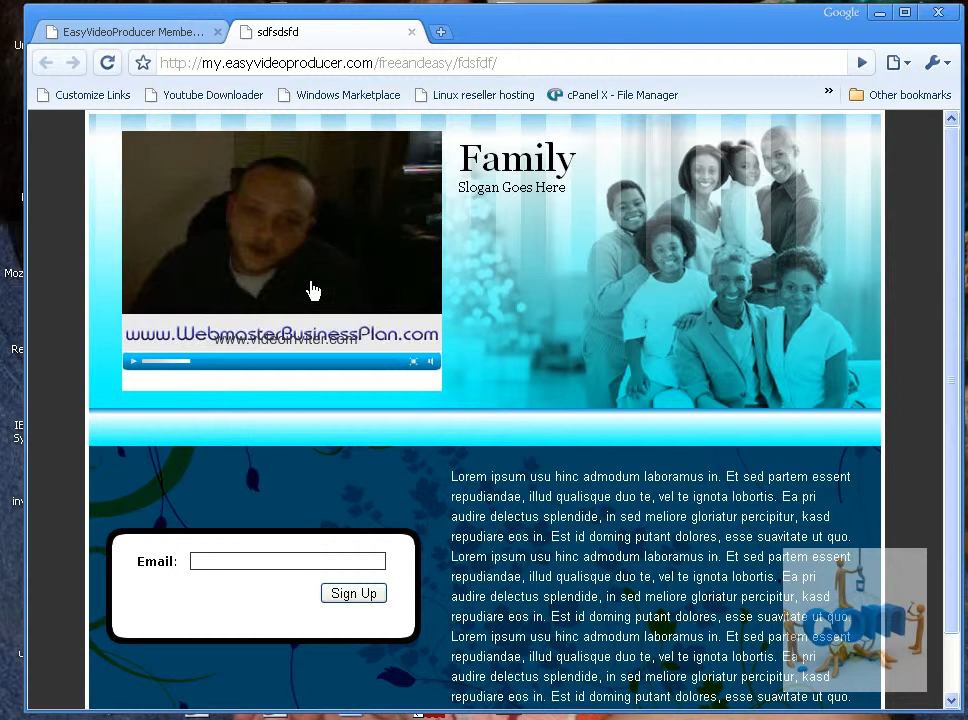 Google
EasyVideoProducer Membe...
sdfsdsfd
http://my.easyvideoproducer.com/freeandeasy/fdsfdf/
Customize Links
Youtube Downloader
Windows Marketplace
Linux reseller hosting
cPanel X - File Manager
»
Other bookmarks
Family
Slogan Goes Here
www.WebmasterBusinessPlan.com
www.videoinviter.com
Email:
Sign Up
Lorem ipsum usu hinc admodum laboramus in. Et sed partem essent
repudiandae, illud qualisque duo te, vel te ignota lobortis. Ea pri
audire delectus splendide, in sed meliore gloriatur percipitur, kasd
repudiare eos in. Est id doming putant dolores, esse suavitate ut quo.
Lorem ipsum usu hinc admodum laboramus in. Et sed partem essent
repudiandae, illud qualisque duo te, vel te ignota lobortis. Ea pri
audire delectus splendide, in sed meliore gloriatur percipitur, kasd
repudiare eos in. Est id doming putant dolores, esse suavitate ut quo.
Lorem ipsum usu hinc admodum laboramus in. Et sed partem essent
repudiandae, illud qualisque duo te, vel te ignota lobortis. Ea pri
audire delectus splendide, in sed meliore gloriatur percipitur, kasd
repudiare eos in. Est id doming putant dolores, esse suavitate ut quo.
.com